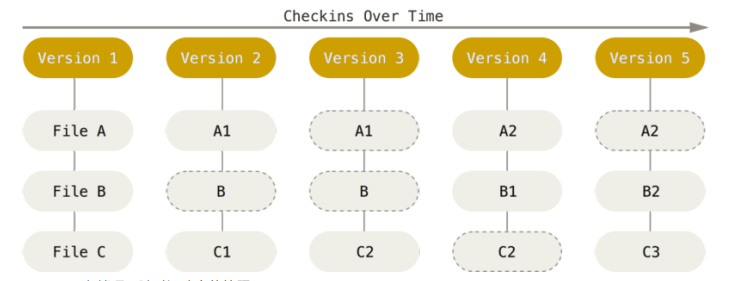 Checkins Over Time
Version 1 Version 2 Version 3 Version 4 Version 5
File A A1 A1 A2 A2
File B B B B1 B2
File C C1 C2 C2 C3